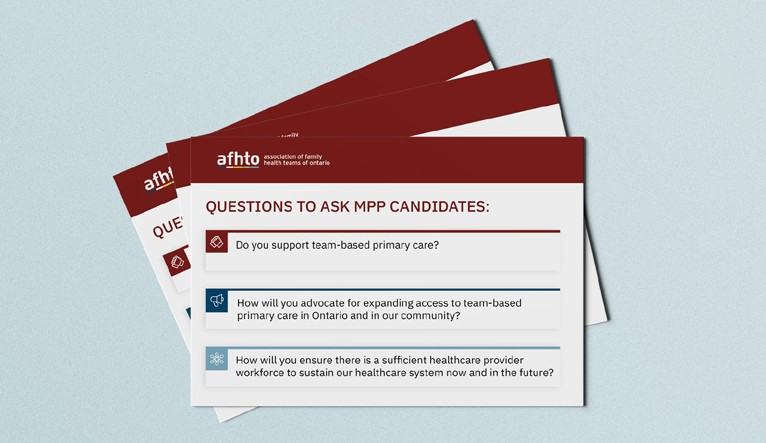 afhto association of family
health teams of ontario
QUESTIONS TO ASK MPP CANDIDATES:
Do you support team-based primary care?
How will you advocate for expanding access to team-based
primary care in Ontario and in our community?
How will you ensure there is a sufficient healthcare provider
workforce to sustain our healthcare system now and in the future?
afht
QUE